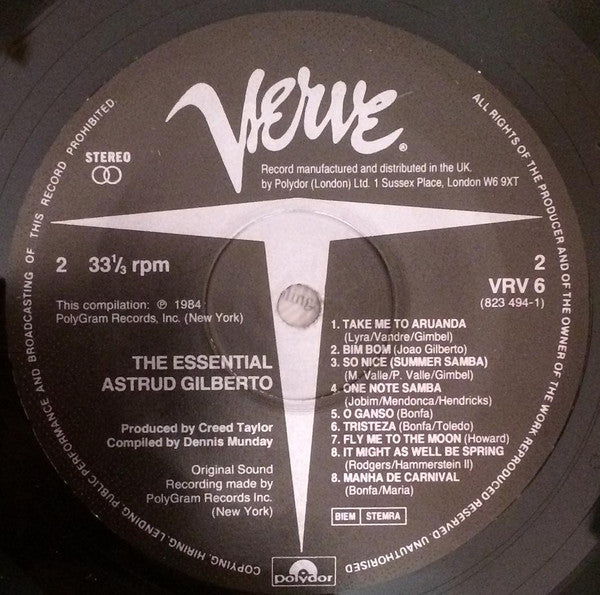 Verve®
STEREO
Record manufactured and distributed in the UK.
by Polydor (London) Ltd. 1 Sussex Place, London W6 9XT
2 33⅓ rpm
2
VRV 6
(823 494-1)
This compilation: ℗ 1984
PolyGram Records, Inc. (New York)
THE ESSENTIAL
ASTRUD GILBERTO
Produced by Creed Taylor
Compiled by Dennis Munday
Original Sound
Recording made by
PolyGram Records Inc.
(New York)
1. TAKE ME TO ARUANDA
(Lyra/Vandre/Gimbel)
2. BIM BOM (Joao Gilberto)
3. SO NICE (SUMMER SAMBA)
(M. Valle/P. Valle/Gimbel)
4. ONE NOTE SAMBA
(Jobim/Mendonca/Hendricks)
5. O GANSO (Bonfa)
6. TRISTEZA (Bonfa/Toledo)
7. FLY ME TO THE MOON (Howard)
8. IT MIGHT AS WELL BE SPRING
(Rodgers/Hammerstein II)
8. MANHA DE CARNIVAL
(Bonfa/Maria)
BIEM STEMRA
polydor
ALL RIGHTS OF THE PRODUCER AND OF THE OWNER OF THE WORK REPRODUCED RESERVED. UNAUTHORISED COPYING, HIRING, LENDING, PUBLIC PERFORMANCE AND BROADCASTING OF THIS RECORD PROHIBITED